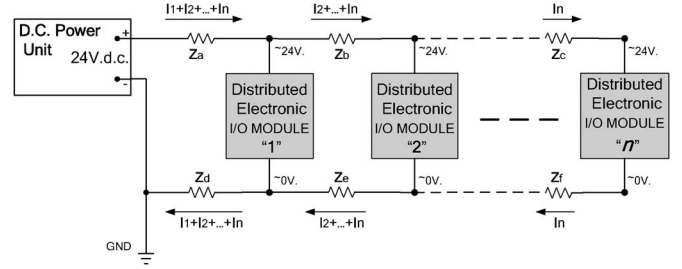 I1+I2+...+In
I2+...+In
In
D.C. Power
Unit
24V.d.c.
+
-
Za
~24V.
Zb
~24V.
Zc
~24V.
Distributed
Electronic
I/O MODULE
“1”
Distributed
Electronic
I/O MODULE
“2”
Distributed
Electronic
I/O MODULE
“n”
Zd
~0V.
Ze
~0V.
Zf
~0V.
I1+I2+...+In
I2+...+In
In
GND